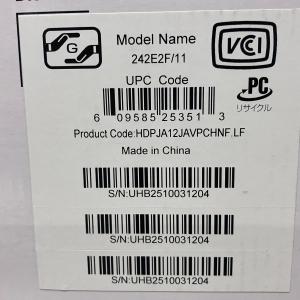 G
Model Name
242E2F/11
VCCI
UPC Code
6 09585 25351 3
PC
リサイクル
Product Code:HDPJA12JAVPCHNF.LF
Made in China
S/N:UHB2510031204
S/N:UHB2510031204
S/N:UHB2510031204